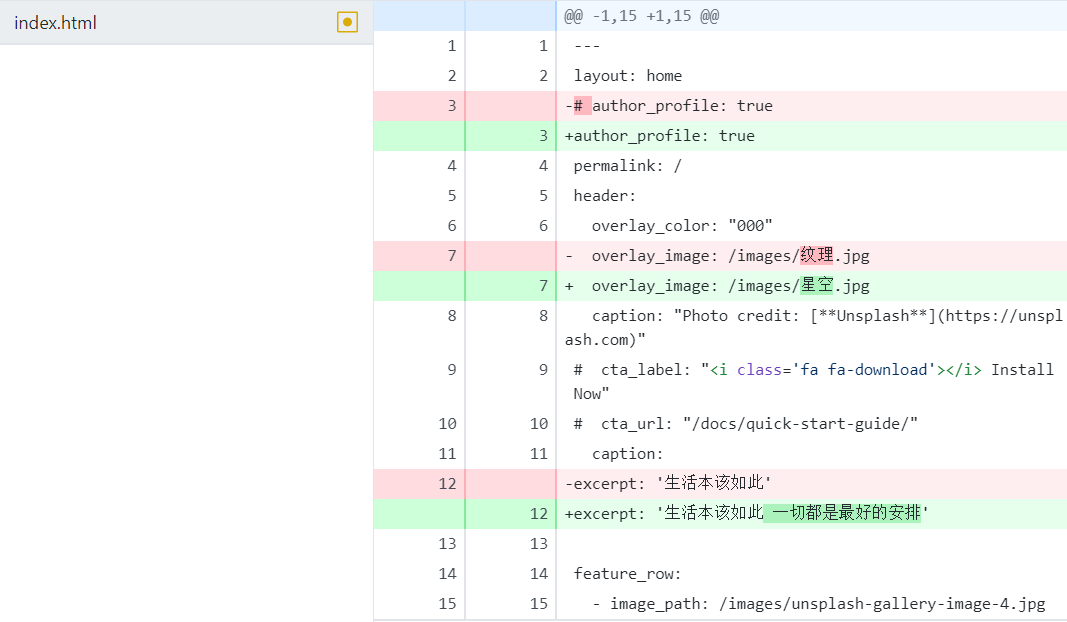 index.html
@@ -1,15 +1,15 @@
1 1 ---
2 2 layout: home
3 -# author_profile: true
3 +author_profile: true
4 4 permalink: /
5 5 header:
6 6 overlay_color: "000"
7 - overlay_image: /images/纹理.jpg
7 + overlay_image: /images/星空.jpg
8 8 caption: "Photo credit: [**Unsplash**](https://unspl
ash.com)"
9 9 # cta_label: "<i class='fa fa-download'></i> Install
Now"
10 10 # cta_url: "/docs/quick-start-guide/"
11 11 caption:
12 -excerpt: '生活本该如此'
12 +excerpt: '生活本该如此 一切都是最好的安排'
13 13
14 14 feature_row:
15 15 - image_path: /images/unsplash-gallery-image-4.jpg